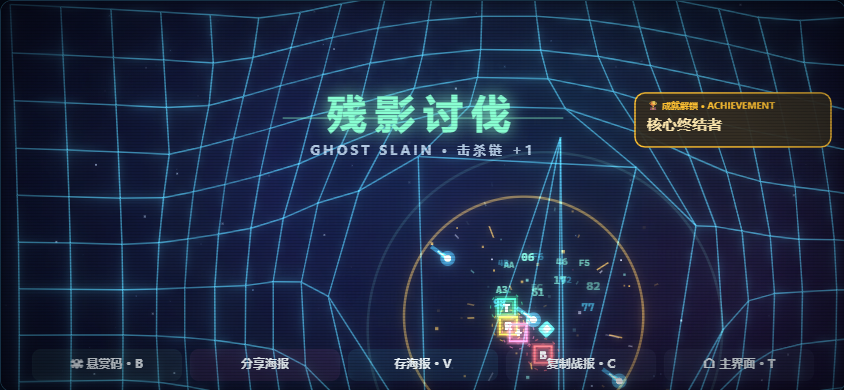 残影讨伐
GHOST SLAIN • 击杀链 +1
🏆 成就解锁 • ACHIEVEMENT
核心终结者
06
AA
46
F5
A3
51
82
77
T
B
悬赏码 • B
分享海报
存海报 • V
复制战报 • C
主界面 • T